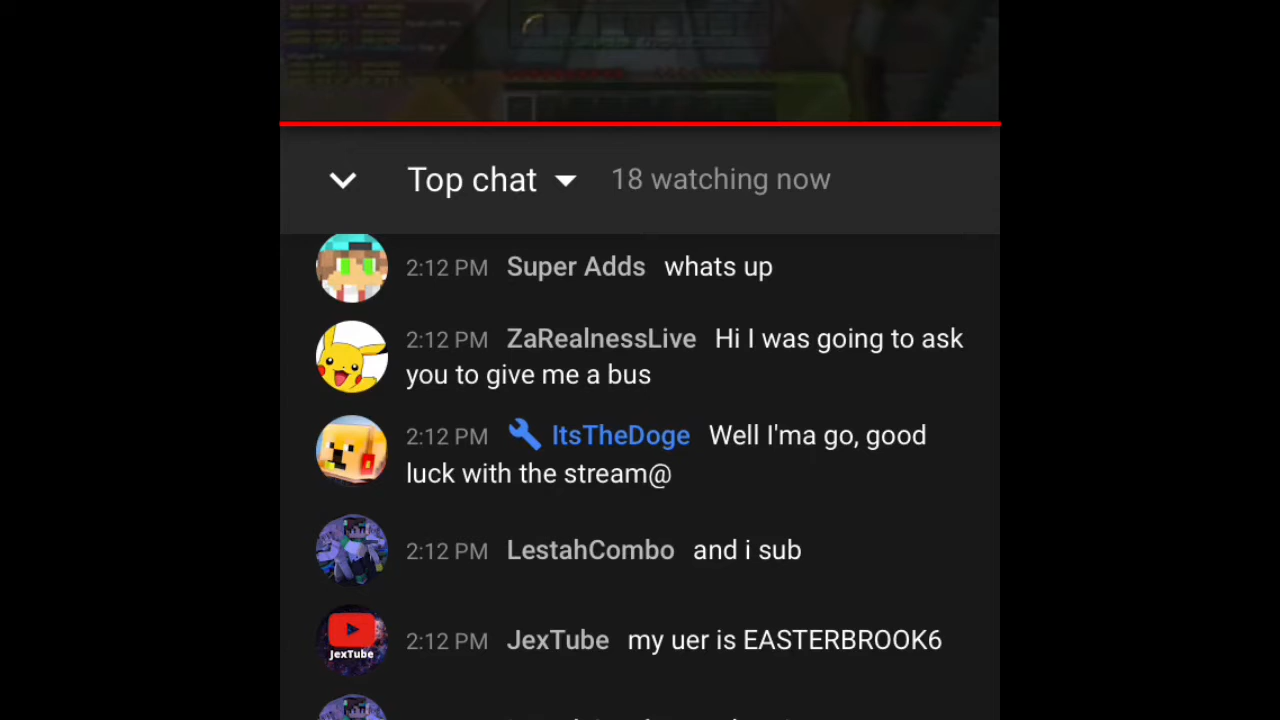 Top chat 18 watching now
2:12 PM Super Adds whats up
2:12 PM ZaRealnessLive Hi I was going to ask
you to give me a bus
2:12 PM ItsTheDoge Well I'ma go, good
luck with the stream@
2:12 PM LestahCombo and i sub
2:12 PM JexTube my uer is EASTERBROOK6
JexTube